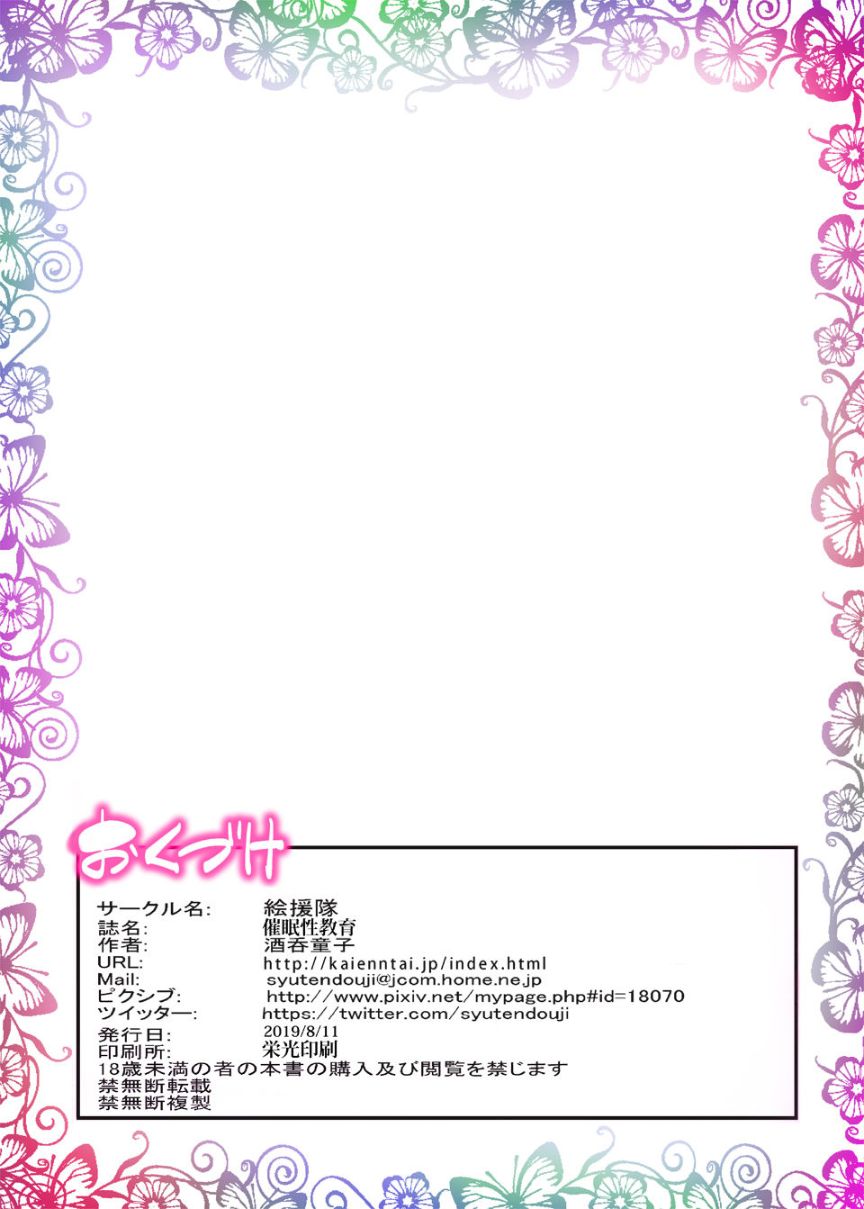 おくづけ
サークル名: 絵援隊
誌名: 催眠性教育
作者: 酒呑童子
URL: http://kaienntai.jp/index.html
Mail: syutendouji@jcom.home.ne.jp
ピクシブ: http://www.pixiv.net/mypage.php#id=18070
ツイッター: https://twitter.com/syutendouji
発行日: 2019/8/11
印刷所: 栄光印刷
18歳未満の者の本書の購入及び閲覧を禁じます
禁無断転載
禁無断複製